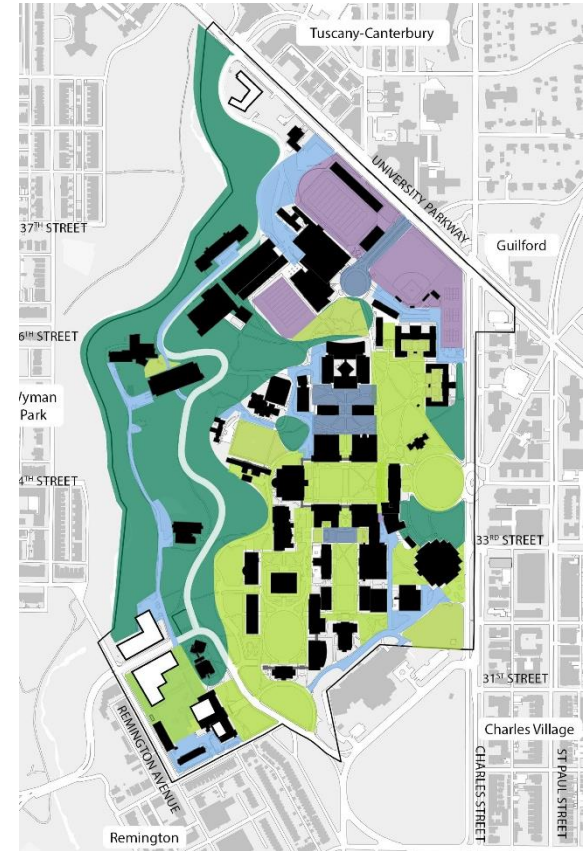 Tuscany-Canterbury
UNIVERSITY PARKWAY
37TH STREET
Guilford
6TH STREET
Park
4TH STREET
33RD STREET
31ST STREET
REMINGTON AVENUE
Charles Village
CHARLES STREET
ST PAUL STREET
Remington